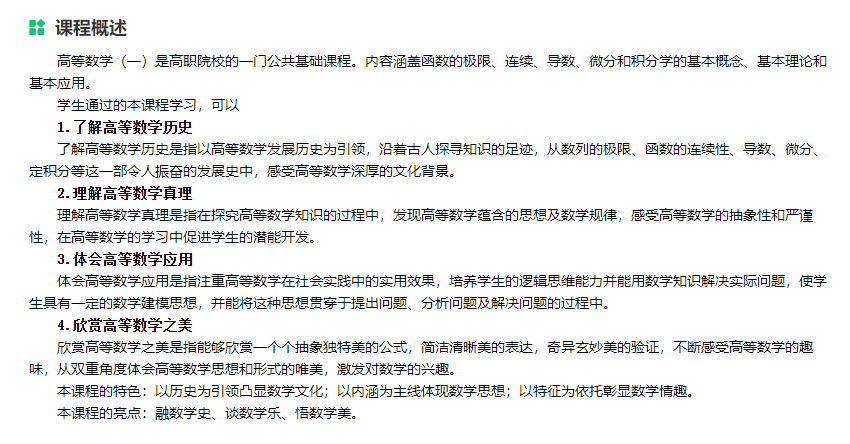 课程概述
高等数学（一）是高职院校的一门公共基础课程。内容涵盖函数的极限、连续、导数、微分和积分学的基本概念、基本理论和
基本应用。
学生通过的本课程学习，可以
1.了解高等数学历史
了解高等数学历史是指以高等数学发展历史为引领，沿着古人探寻知识的足迹，从数列的极限、函数的连续性、导数、微分、
定积分等这一部令人振奋的发展史中，感受高等数学深厚的文化背景。
2.理解高等数学真理
理解高等数学真理是指在探究高等数学知识的过程中，发现高等数学蕴含的思想及数学规律，感受高等数学的抽象性和严谨
性，在高等数学的学习中促进学生的潜能开发。
3.体会高等数学应用
体会高等数学应用是指注重高等数学在社会实践中的实用效果，培养学生的逻辑思维能力并能用数学知识解决实际问题，使学
生具有一定的数学建模思想，并能将这种思想贯穿于提出问题、分析问题及解决问题的过程中。
4.欣赏高等数学之美
欣赏高等数学之美是指能够欣赏一个个抽象独特美的公式，简洁清晰美的表达，奇异玄妙美的验证，不断感受高等数学的趣
味，从双重角度体会高等数学思想和形式的唯美，激发对数学的兴趣。
本课程的特色：以历史为引领凸显数学文化；以内涵为主线体现数学思想；以特征为依托彰显数学情趣。
本课程的亮点：融数学史、谈数学乐、悟数学美。